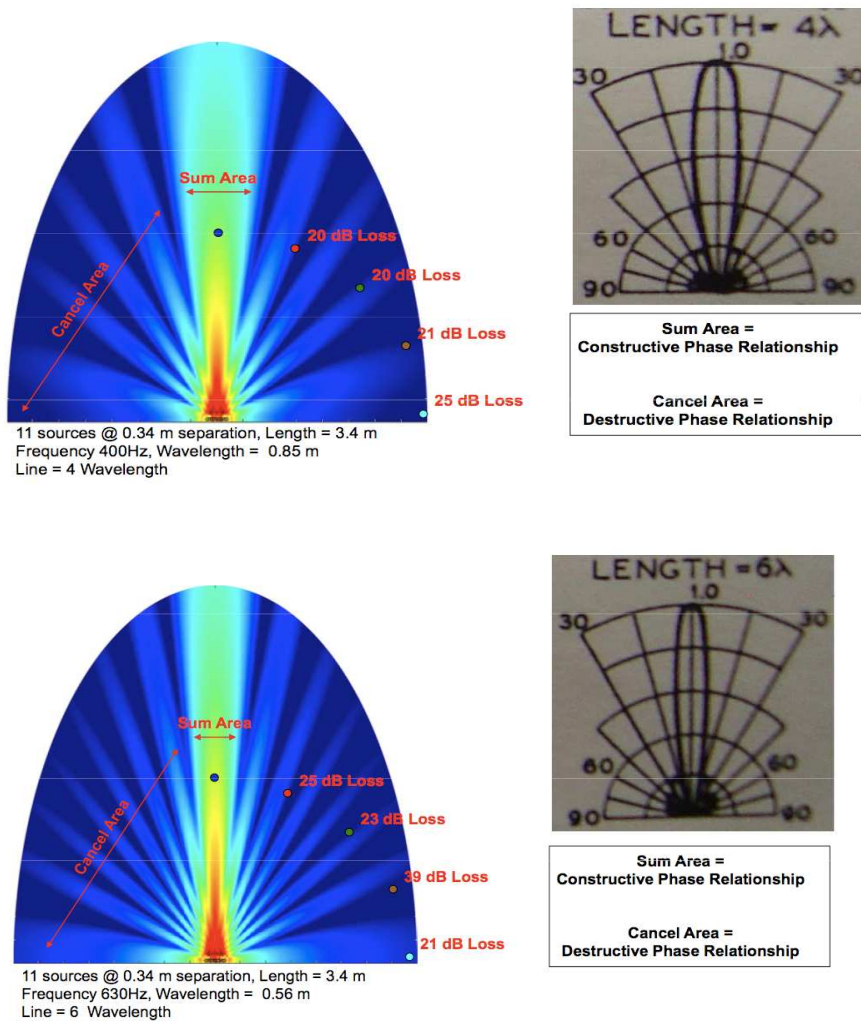 LENGTH= 4λ
1.0
30
30
60
60
90
90
Sum Area
Cancel Area
20 dB Loss
20 dB Loss
21 dB Loss
25 dB Loss
Sum Area =
Constructive Phase Relationship
Cancel Area =
Destructive Phase Relationship
11 sources @ 0.34 m separation, Length = 3.4 m
Frequency 400Hz, Wavelength = 0.85 m
Line = 4 Wavelength
LENGTH =6λ
1.0
30
30
60
60
90
90
Sum Area
Cancel Area
25 dB Loss
23 dB Loss
39 dB Loss
21 dB Loss
Sum Area =
Constructive Phase Relationship
Cancel Area =
Destructive Phase Relationship
11 sources @ 0.34 m separation, Length = 3.4 m
Frequency 630Hz, Wavelength = 0.56 m
Line = 6 Wavelength